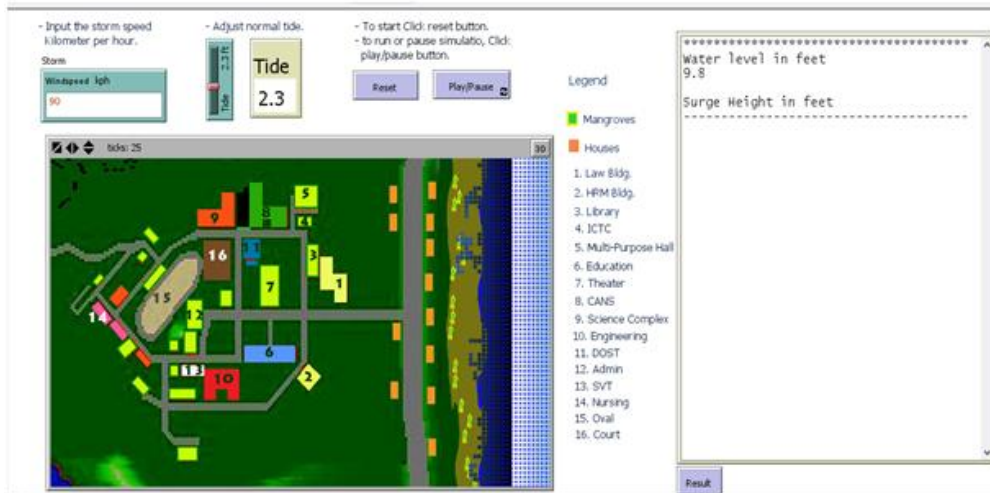 - Input the storm speed
kilometer per hour.
- Adjust normal tide.
- To start Click reset button.
- to run or pause simulatio, Click
play/pause button.
Storm
Windspeed kph
90
Tide 2.3 ft
Tide
2.3
Reset
Play/Pause
ticks: 25
3D
9
8
5
4
16
11
3
1
7
15
12
14
6
13
10
2
Legend
Mangroves
Houses
1. Law Bldg.
2. HRM Bldg.
3. Library
4. ICTC
5. Multi-Purpose Hall
6. Education
7. Theater
8. CANS
9. Science Complex
10. Engineering
11. DOST
12. Admin
13. SVT
14. Nursing
15. Oval
16. Court
****************************************
Water level in feet
9.8
Surge Height in feet
------------------------------------
Result